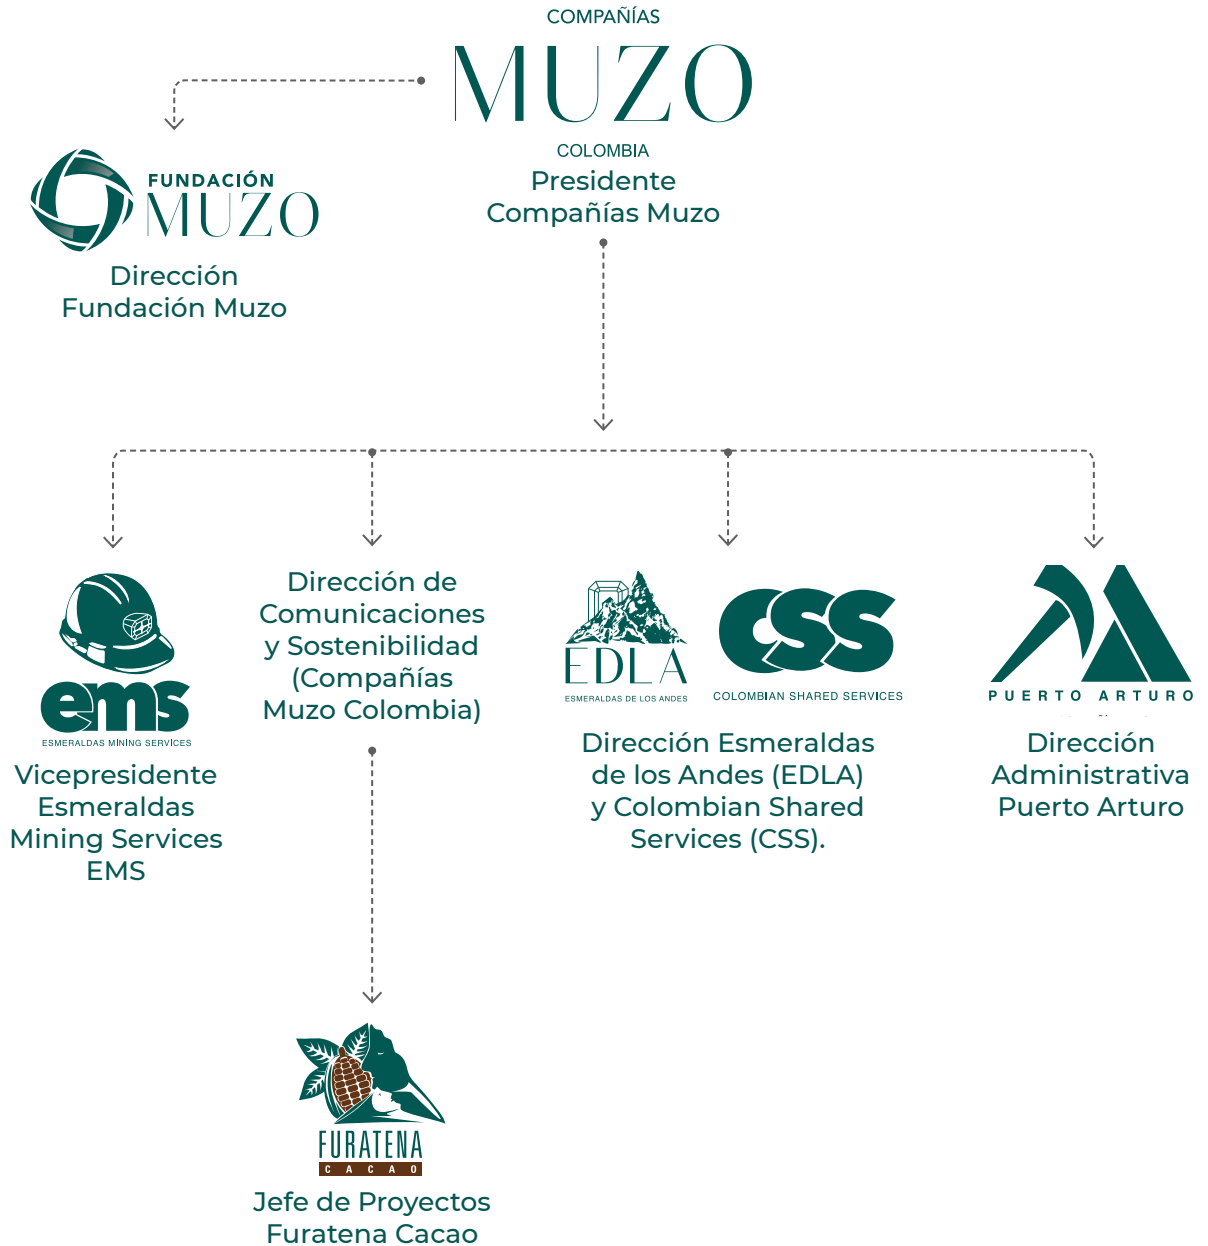 COMPAÑÍAS
MUZO
COLOMBIA
Presidente
Compañías Muzo
FUNDACIÓN
MUZO
Dirección
Fundación Muzo
ems
ESMERALDAS MINING SERVICES
Vicepresidente
Esmeraldas
Mining Services
EMS
Dirección de
Comunicaciones
y Sostenibilidad
(Compañías
Muzo Colombia)
EDLA
ESMERALDAS DE LOS ANDES
CSS
COLOMBIAN SHARED SERVICES
Dirección Esmeraldas
de los Andes (EDLA)
y Colombian Shared
Services (CSS).
PUERTO ARTURO
Dirección
Administrativa
Puerto Arturo
FURATENA
CACAO
Jefe de Proyectos
Furatena Cacao